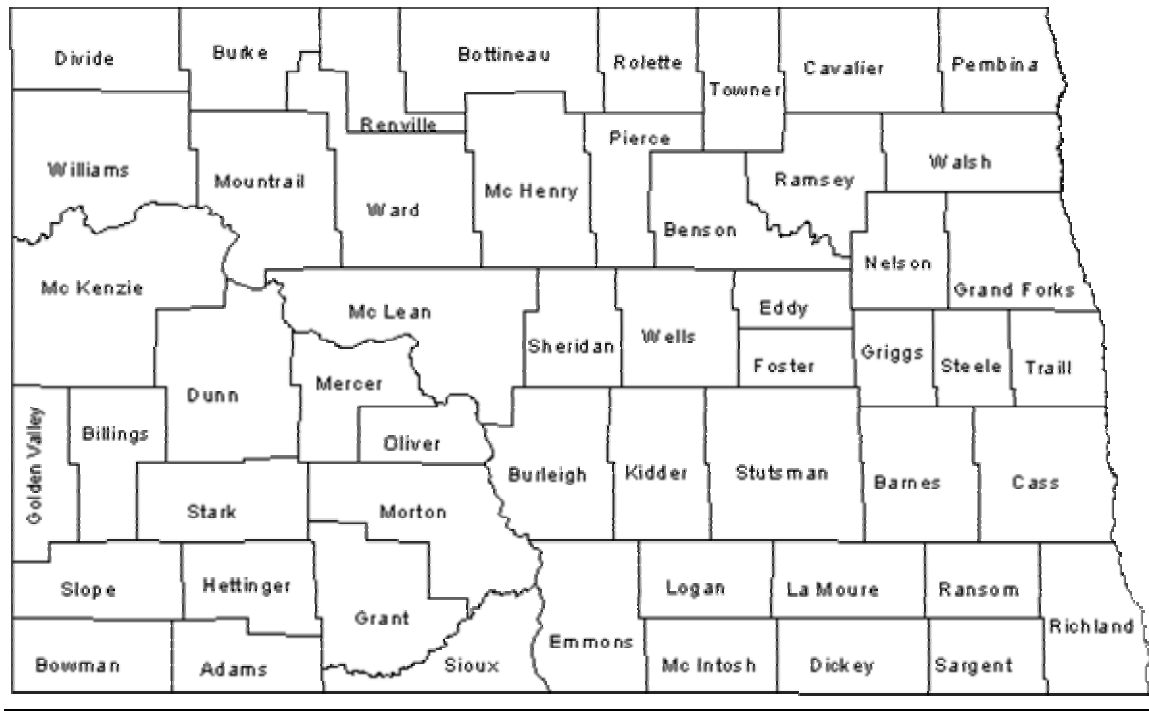 Divide
Burke
Bottineau
Rolette
Towner
Cavalier
Pembina
Renville
Pierce
Williams
Mountrail
Ward
Mc Henry
Benson
Ramsey
Walsh
Nelson
Grand Forks
Mc Kenzie
Mc Lean
Sheridan
Wells
Eddy
Foster
Griggs
Steele
Traill
Dunn
Mercer
Oliver
Golden Valley
Billings
Burleigh
Kidder
Stutsman
Barnes
Cass
Stark
Morton
Slope
Hettinger
Grant
Logan
La Moure
Ransom
Richland
Bowman
Adams
Sioux
Emmons
Mc Intosh
Dickey
Sargent